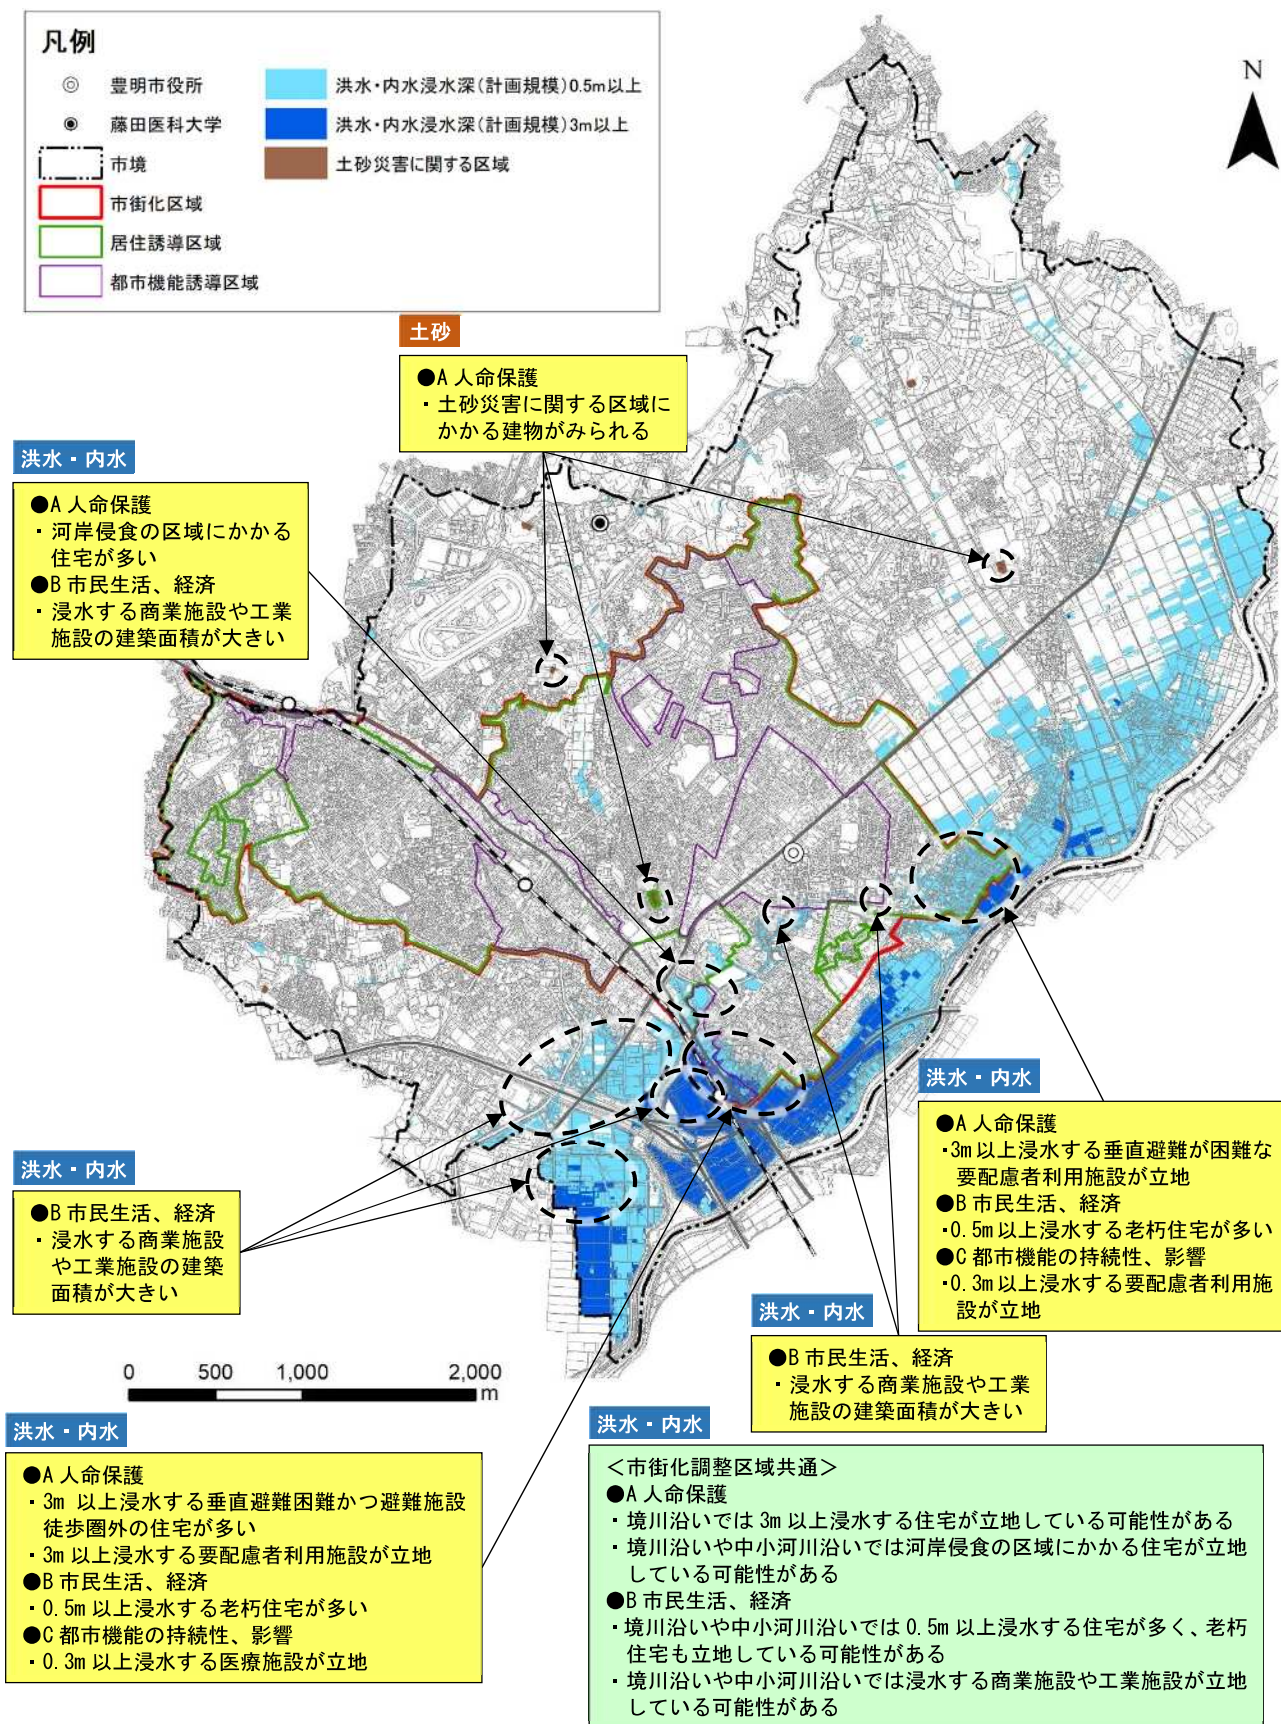 凡例
◎ 豊明市役所
◉ 藤田医科大学
市境
市街化区域
居住誘導区域
都市機能誘導区域
洪水・内水浸水深(計画規模)0.5m以上
洪水・内水浸水深(計画規模)3m以上
土砂災害に関する区域
N
土砂
●A 人命保護
・土砂災害に関する区域に
かかる建物がみられる
洪水・内水
●A 人命保護
・河岸侵食の区域にかかる
住宅が多い
●B 市民生活、経済
・浸水する商業施設や工業
施設の建築面積が大きい
洪水・内水
●A 人命保護
・3m以上浸水する垂直避難が困難な
要配慮者利用施設が立地
●B 市民生活、経済
・0.5m以上浸水する老朽住宅が多い
●C 都市機能の持続性、影響
・0.3m以上浸水する要配慮者利用施
設が立地
洪水・内水
●B 市民生活、経済
・浸水する商業施設
や工業施設の建築
面積が大きい
洪水・内水
●B 市民生活、経済
・浸水する商業施設や工業
施設の建築面積が大きい
0 500 1,000 2,000
m
洪水・内水
●A 人命保護
・3m 以上浸水する垂直避難困難かつ避難施設
徒歩圏外の住宅が多い
・3m 以上浸水する要配慮者利用施設が立地
●B 市民生活、経済
・0.5m 以上浸水する老朽住宅が多い
●C 都市機能の持続性、影響
・0.3m 以上浸水する医療施設が立地
洪水・内水
＜市街化調整区域共通＞
●A 人命保護
・境川沿いでは 3m 以上浸水する住宅が立地している可能性がある
・境川沿いや中小河川沿いでは河岸侵食の区域にかかる住宅が立地
している可能性がある
●B 市民生活、経済
・境川沿いや中小河川沿いでは 0.5m 以上浸水する住宅が多く、老朽
住宅も立地している可能性がある
・境川沿いや中小河川沿いでは浸水する商業施設や工業施設が立地
している可能性がある